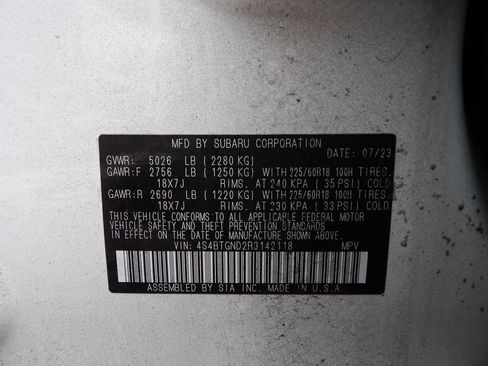 MFD BY SUBARU CORPORATION
DATE: 07/23
GVWR: 5026 LB (2280 KG)
GAWR:F 2756 LB (1250 KG) WITH 225/60R18 100H TIRES
18X7J RIMS, AT 240 KPA (35 PSI) COLD
GAWR:R 2690 LB (1220 KG) WITH 225/60R18 100H TIRES
18X7J RIMS, AT 230 KPA (33 PSI) COLD
THIS VEHICLE CONFORMS TO ALL APPLICABLE FEDERAL MOTOR
VEHICLE SAFETY AND THEFT PREVENTION STANDARDS
IN EFFECT ON THE DATE OF MANUFACTURE SHOWN ABOVE.
VIN: 4S4BTGND2R3142118 MPV
ASSEMBLED BY SIA INC. MADE IN U.S.A.